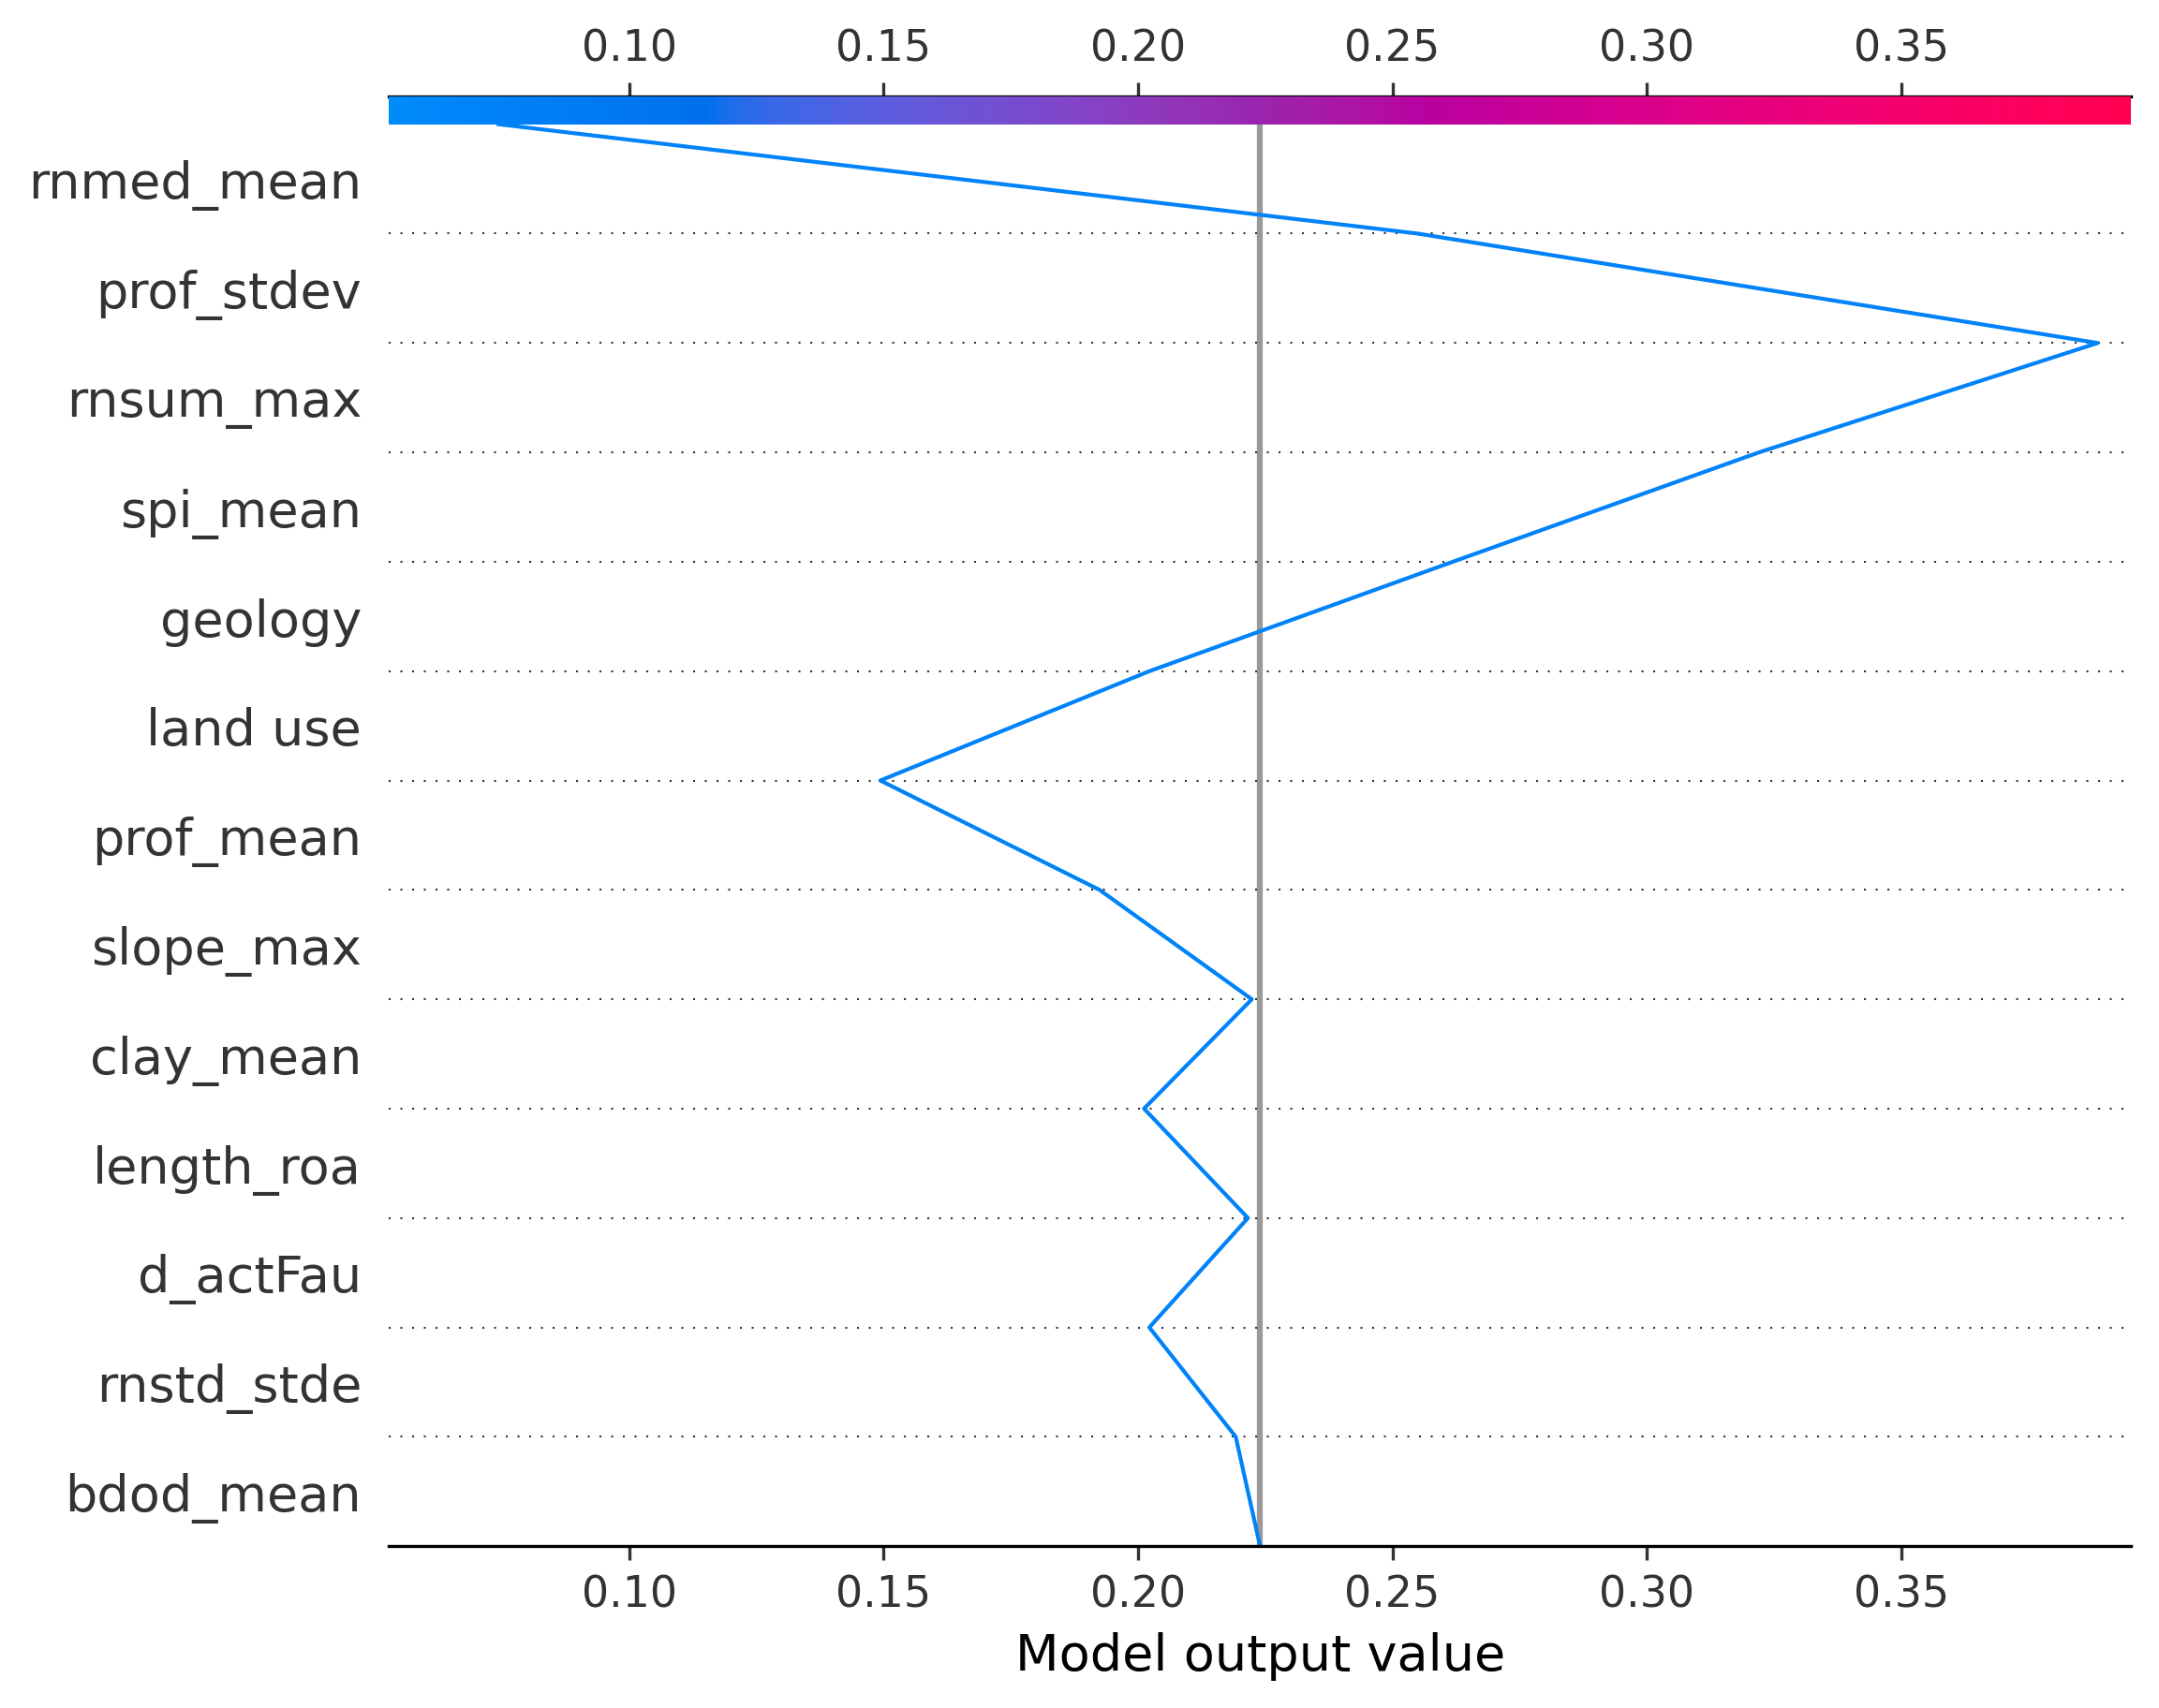 0.10 0.15 0.20 0.25 0.30 0.35
rnmed_mean
prof_stdev
rnsum_max
spi_mean
geology
land use
prof_mean
slope_max
clay_mean
length_roa
d_actFau
rnstd_stde
bdod_mean
0.10 0.15 0.20 0.25 0.30 0.35
Model output value